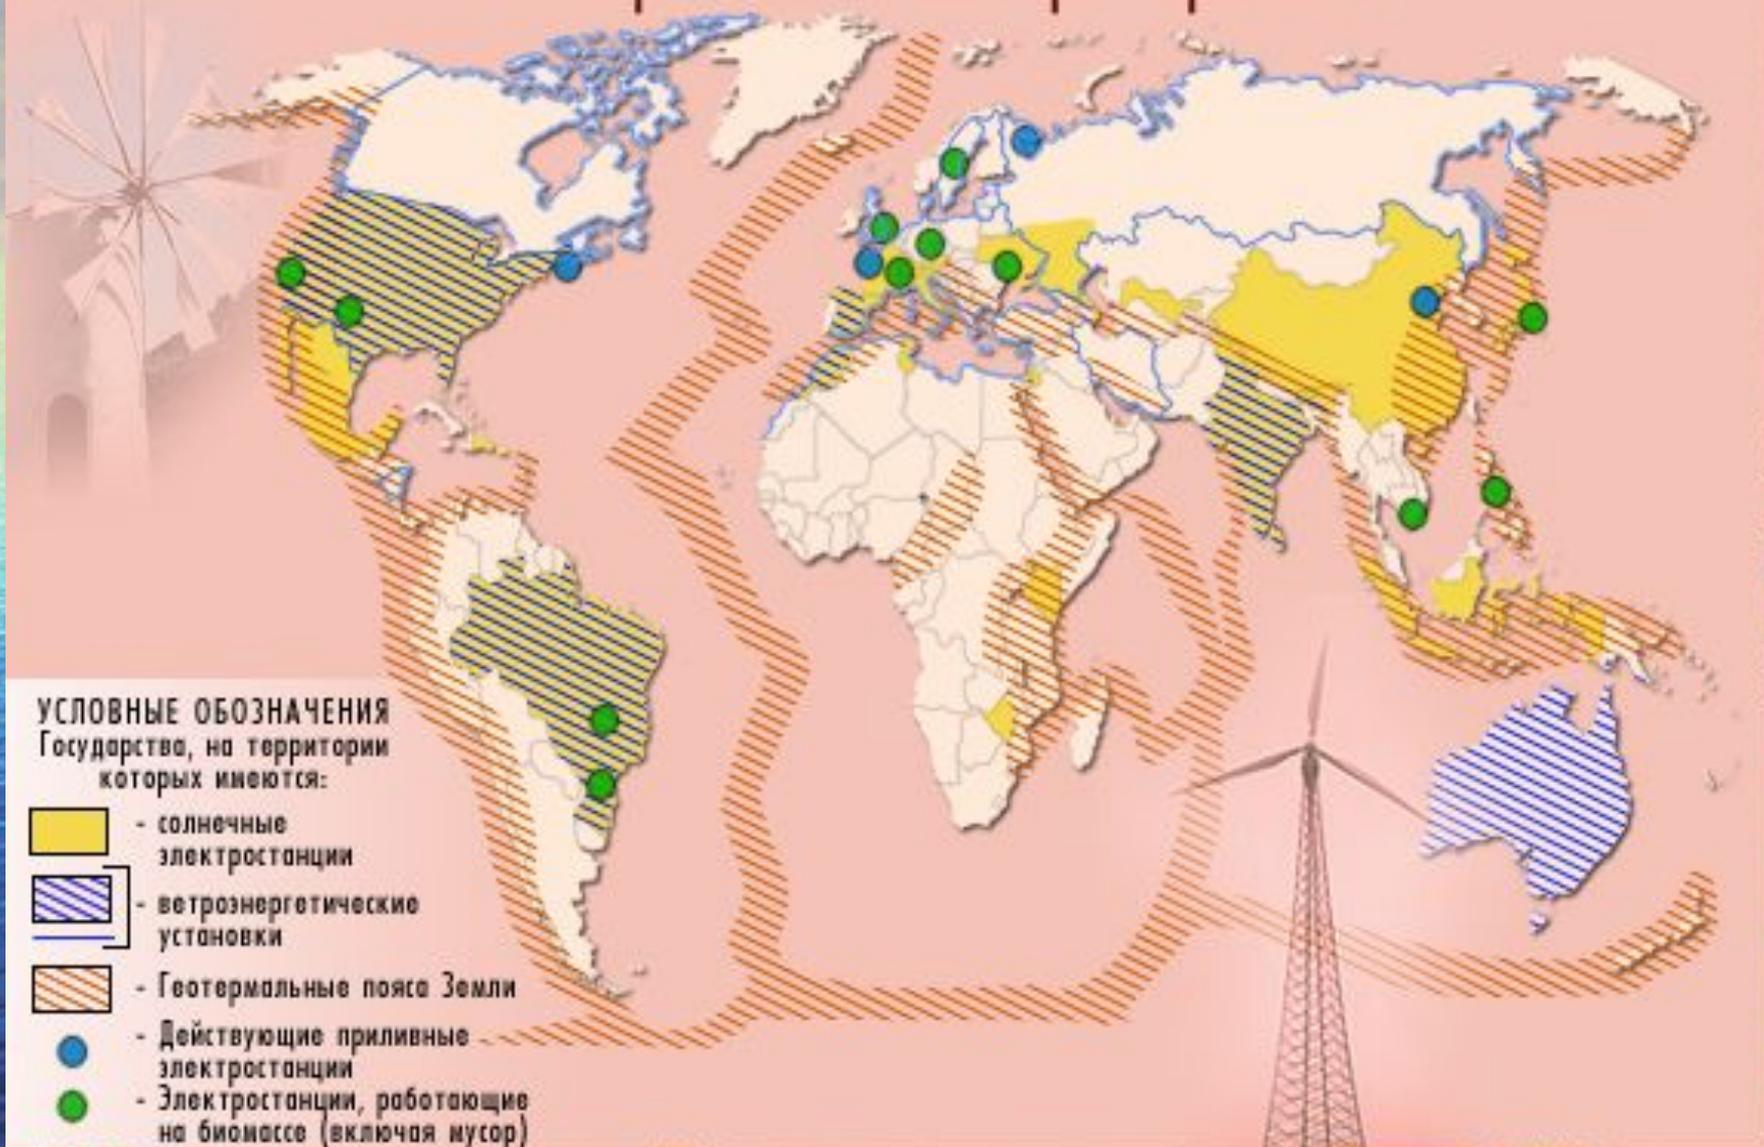 УСЛОВНЫЕ ОБОЗНАЧЕНИЯ
Государства, на территории
которых имеются:
- солнечные
электростанции
- ветроэнергетические
установки
- Геотермальные пояса Земли
- Действующие приливные
электростанции
- Электростанции, работающие
на биомассе (включая мусор)